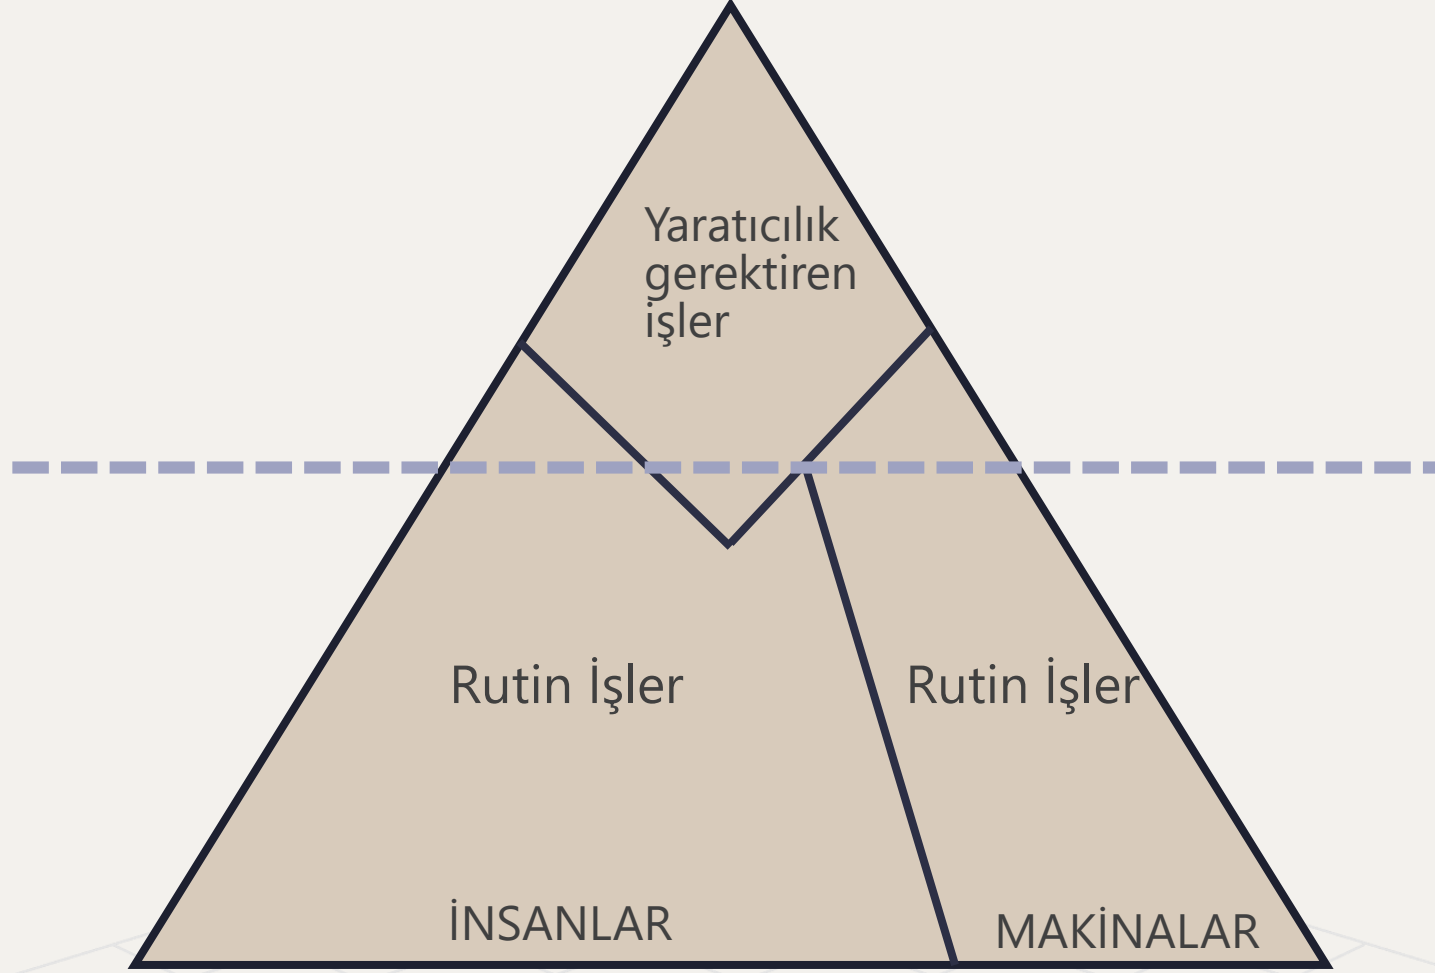 Yaratıcılık
gerektiren
işler
Rutin İşler
Rutin İşler
İNSANLAR
MAKİNALAR